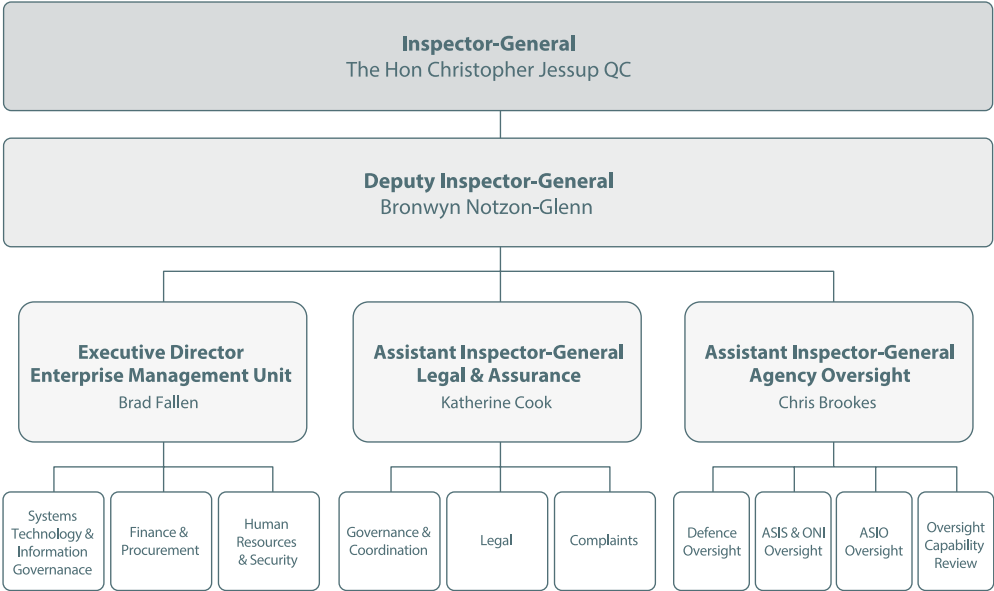 Inspector-General
The Hon Christopher Jessup QC
Deputy Inspector-General
Bronwyn Notzon-Glenn
Executive Director
Enterprise Management Unit
Brad Fallen
Assistant Inspector-General
Legal & Assurance
Katherine Cook
Assistant Inspector-General
Agency Oversight
Chris Brookes
Systems
Technology &
Information
Governanace
Finance &
Procurement
Human
Resources
& Security
Governance &
Coordination
Legal
Complaints
Defence
Oversight
ASIS & ONI
Oversight
ASIO
Oversight
Oversight
Capability
Review